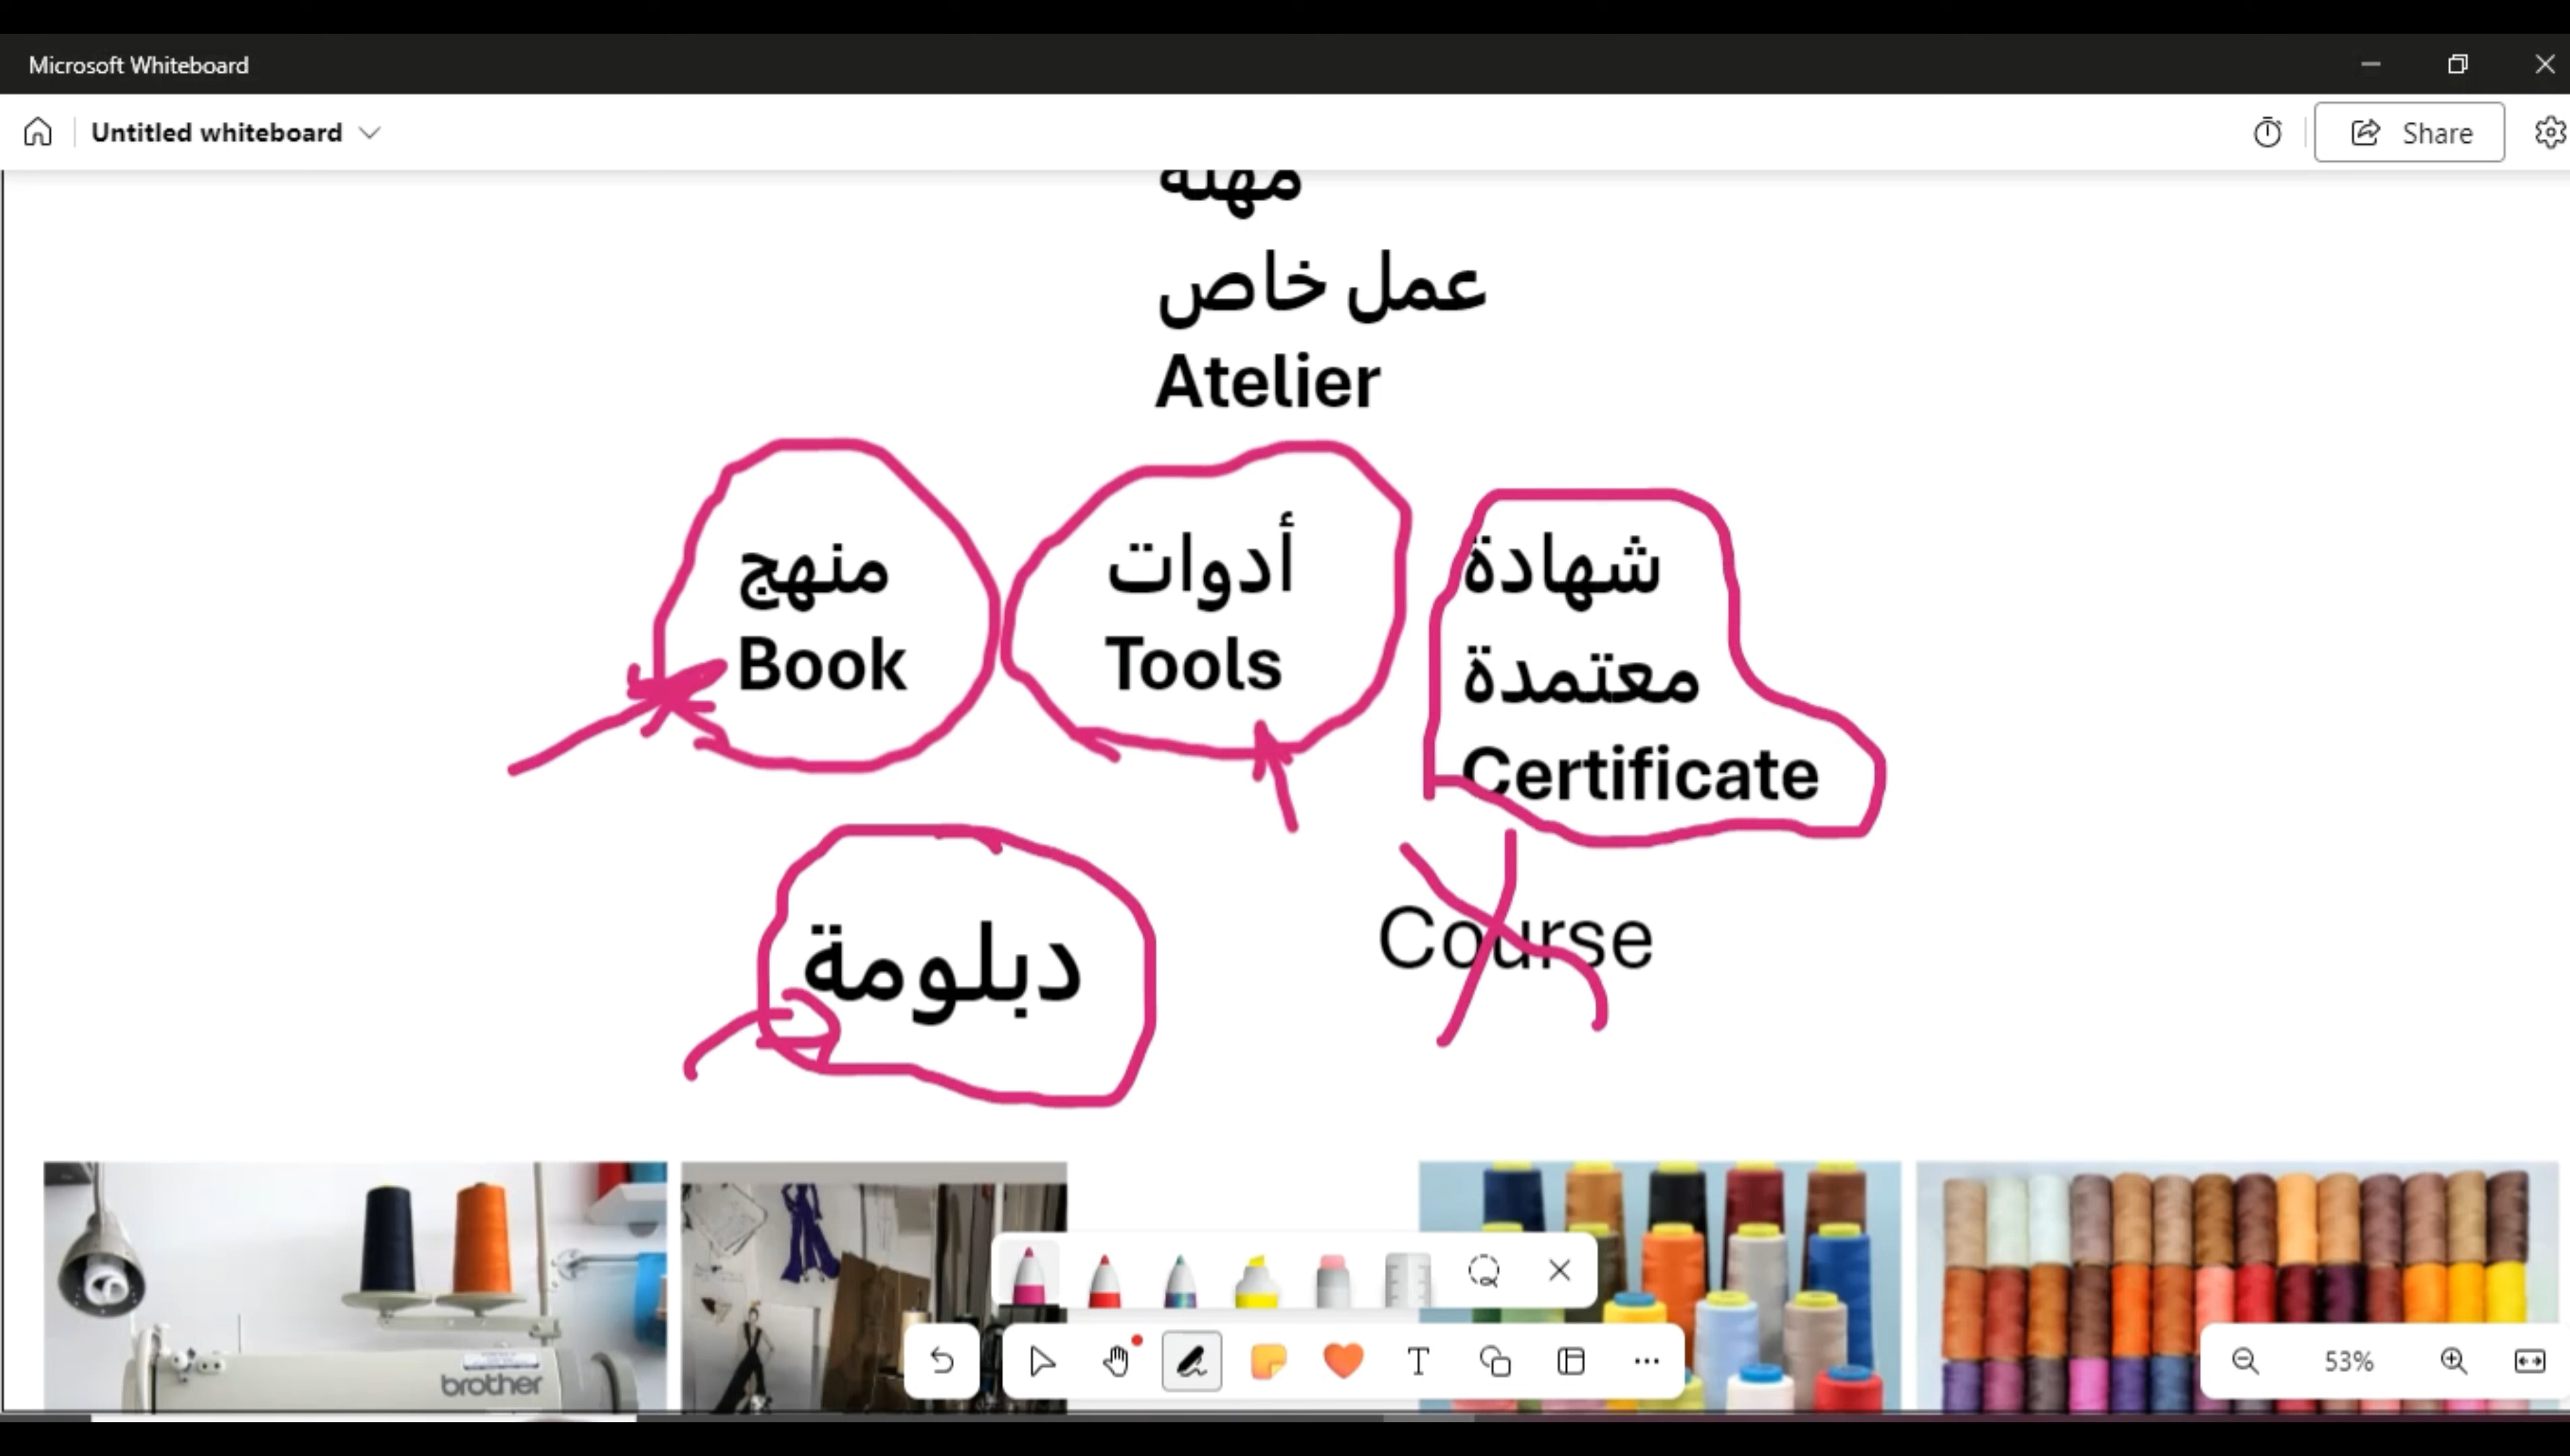 Microsoft Whiteboard
Untitled whiteboard
Share
مهنة
عمل خاص
Atelier
منهج
Book
أدوات
Tools
شهادة
معتمدة
Certificate
دبلومة
Course
brother
53%